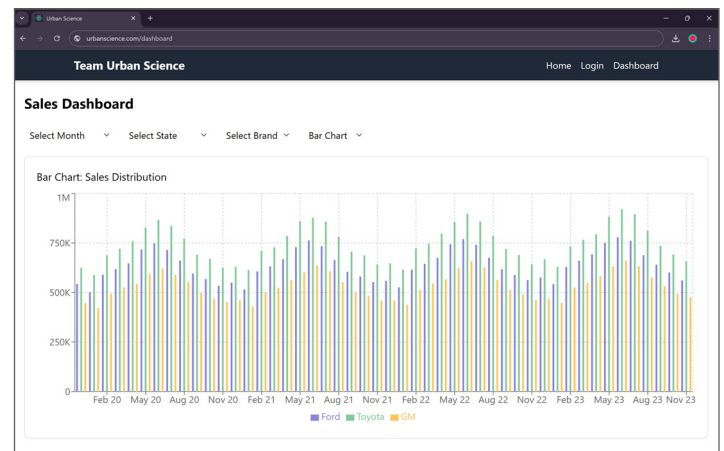 Urban Science
urbanscience.com/dashboard
Team Urban Science
Home Login Dashboard
Sales Dashboard
Select Month Select State Select Brand Bar Chart
Bar Chart: Sales Distribution
1M
750K
500K
250K
0
Feb 20 May 20 Aug 20 Nov 20 Feb 21 May 21 Aug 21 Nov 21 Feb 22 May 22 Aug 22 Nov 22 Feb 23 May 23 Aug 23 Nov 23
Ford Toyota GM